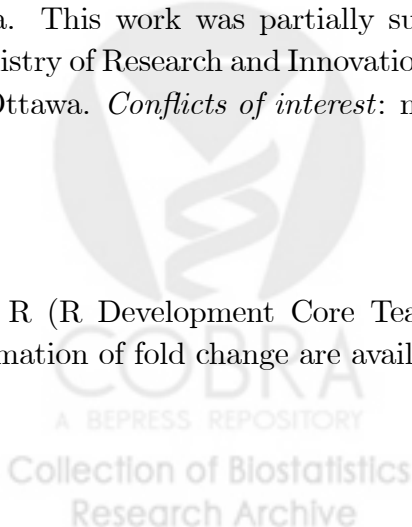 a. This work was partially su
istry of Research and Innovatio
Ottawa. Conflicts of interest: n
R (R Development Core Tea
mation of fold change are avail
COBRA
A BEPRESS REPOSITORY
Collection of Biostatistics
Research Archive